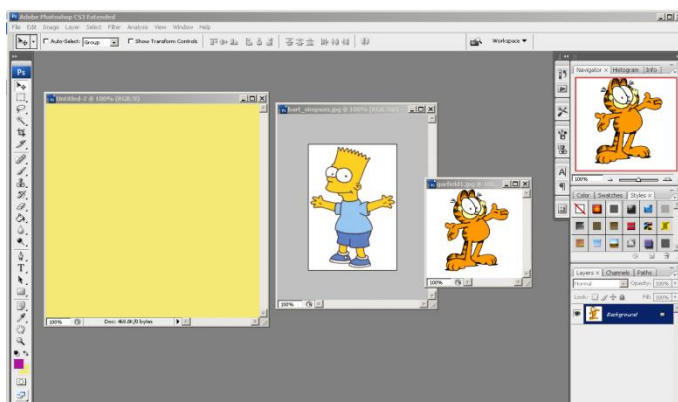 Adobe Photoshop CS3 Extended
File Edit Image Layer Select Filter Analysis View Window Help
Auto-Select: Group Show Transform Controls Workspace
Ps
Untitled-2 @ 100% (RGB/8)
bart_simpson.jpg @ 100% (RGB/8#)
garfield1.jpg @ 100%
100% Doc: 468.8K/0 bytes
100%
100%
Navigator Histogram Info
100%
Color Swatches Styles
Layers Channels Paths
Normal Opacity: 100%
Lock: Fill: 100%
Background